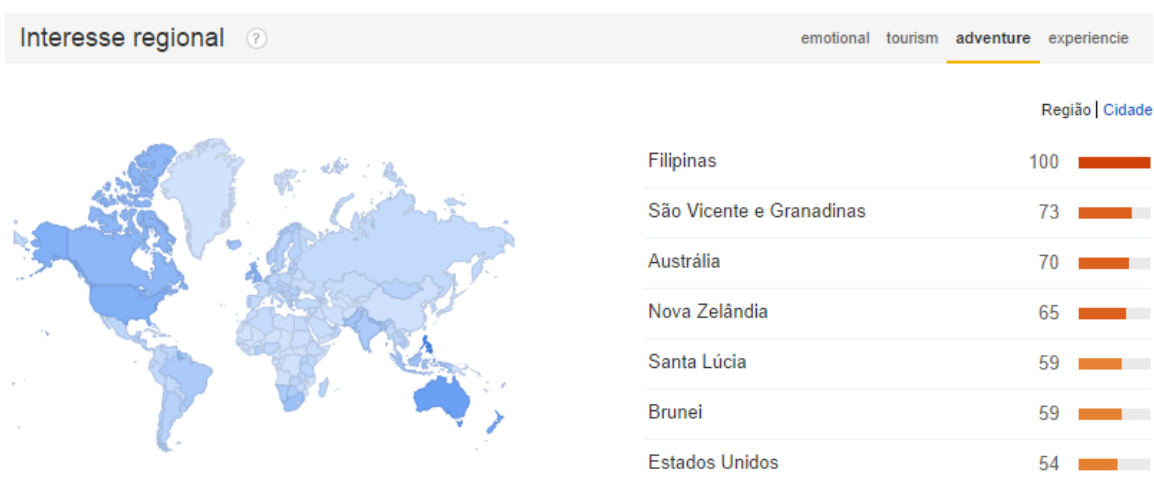 Interesse regional ?
emotional tourism adventure experiencie
Região | Cidade
Filipinas 100
São Vicente e Granadinas 73
Austrália 70
Nova Zelândia 65
Santa Lúcia 59
Brunei 59
Estados Unidos 54